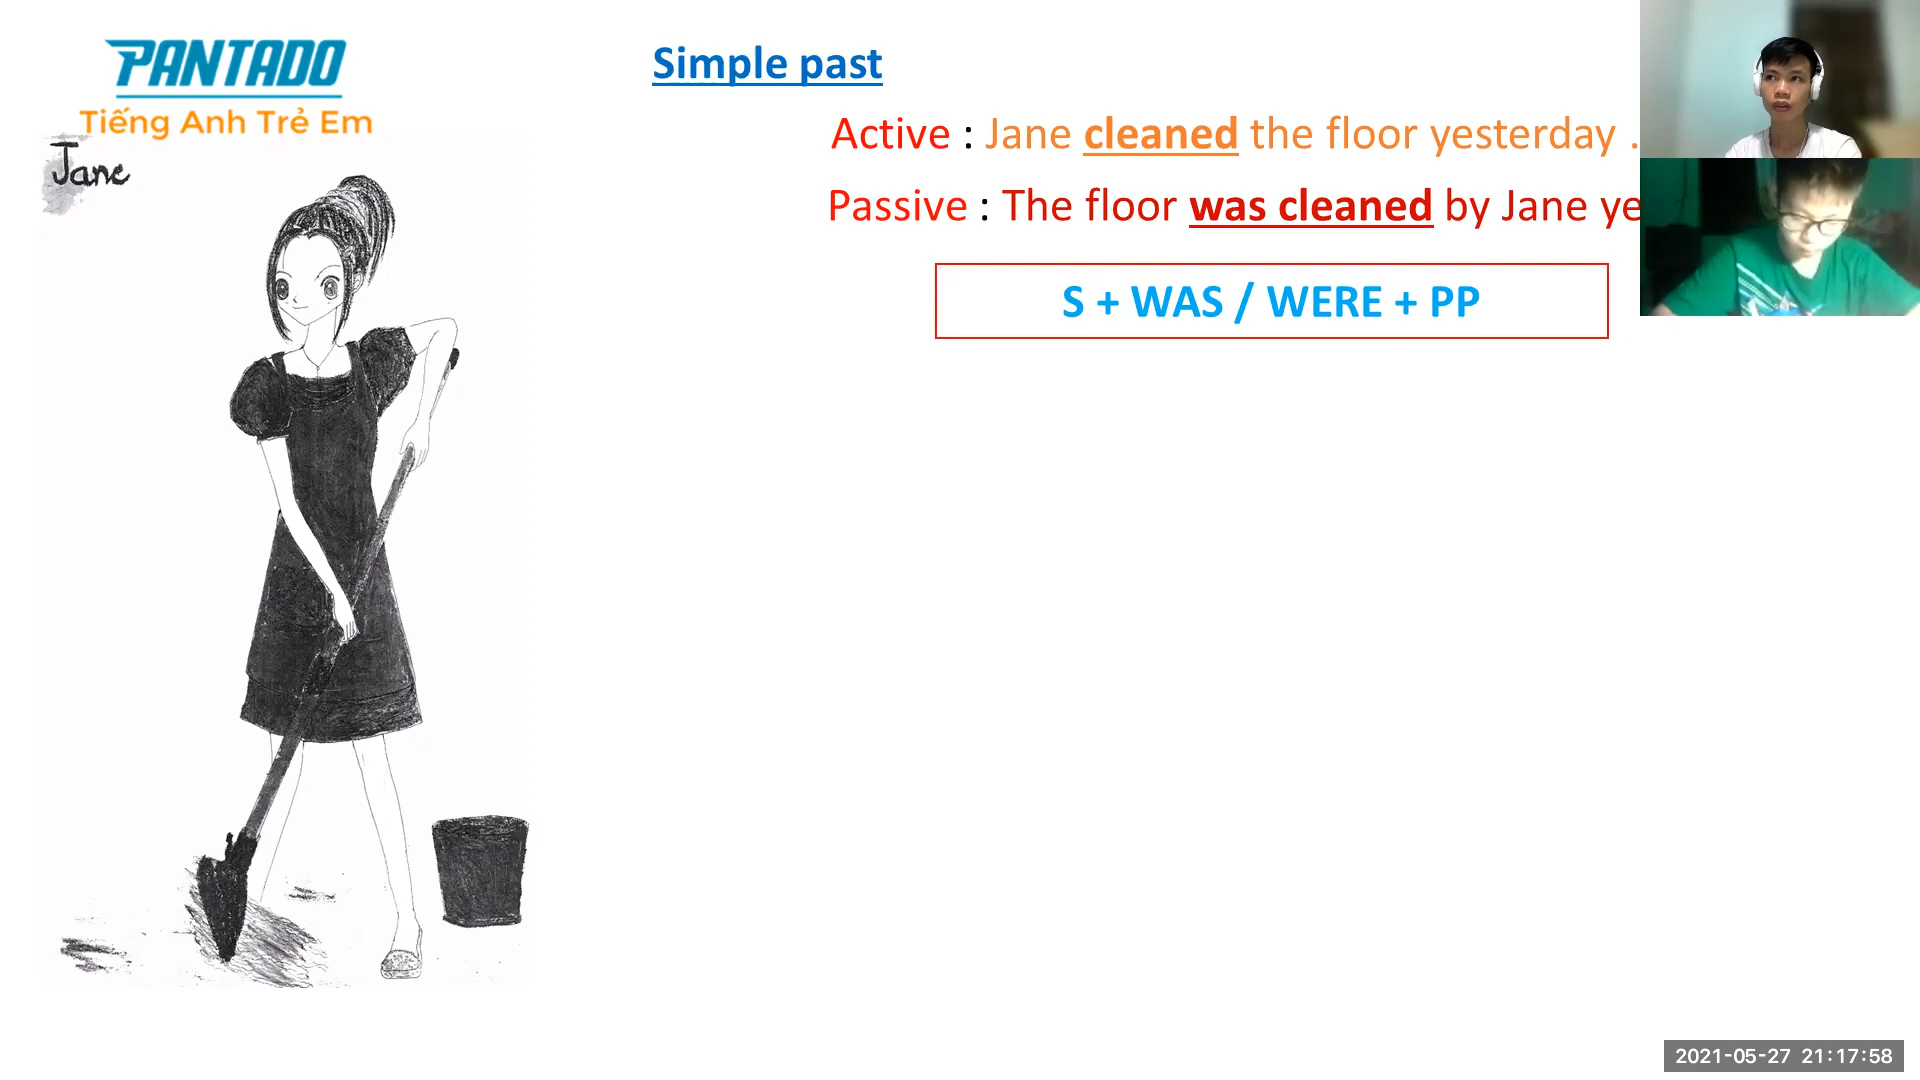 PANTADO
Tiếng Anh Trẻ Em
Jane
Simple past
Active : Jane cleaned the floor yesterday .
Passive : The floor was cleaned by Jane ye
S + WAS / WERE + PP
2021-05-27 21:17:58